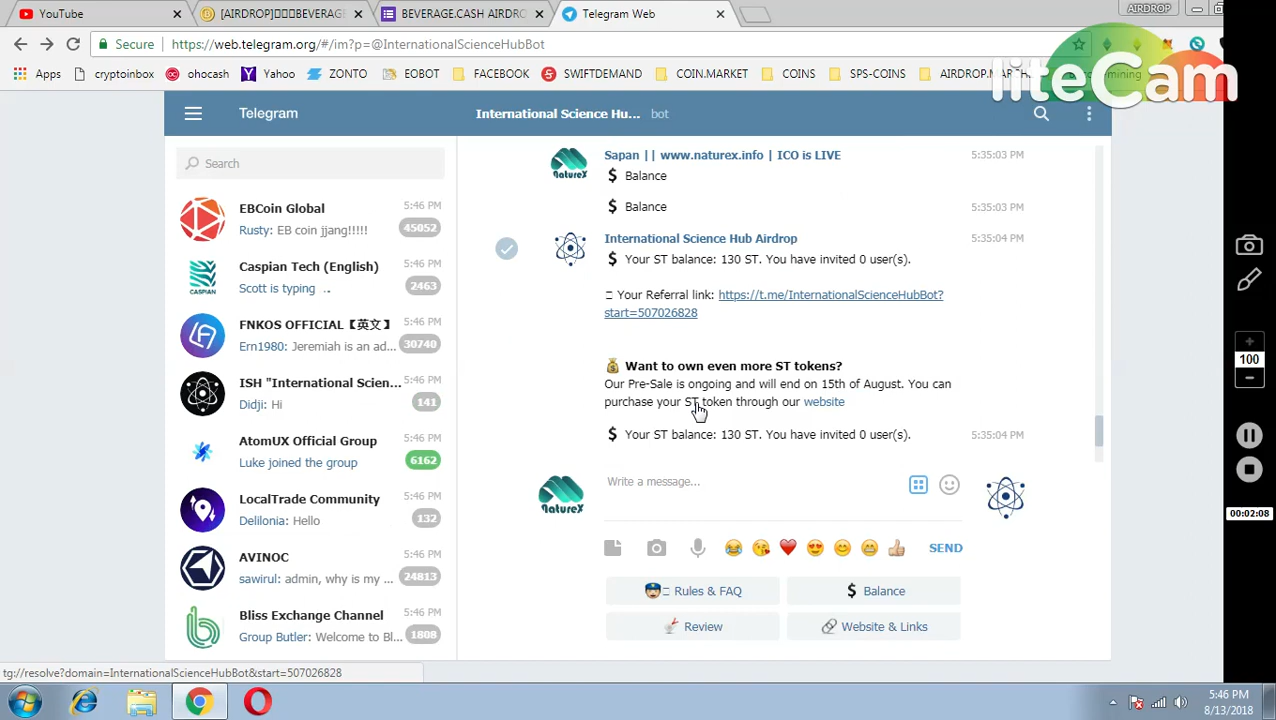 YouTube
[AIRDROP]▯▯▯BEVERAGE
BEVERAGE.CASH AIRDR
Telegram Web
AIRDROP
Secure
https://web.telegram.org/#/im?p=@InternationalScienceHubBot
Apps
cryptoinbox
ohocash
Yahoo
ZONTO
EOBOT
FACEBOOK
SWIFTDEMAND
COIN.MARKET
COINS
SPS-COINS
mining
liteCam
Telegram
International Science Hu... bot
Search
EBCoin Global 5:46 PM
Rusty: EB coin jjang!!!!! 45052
Caspian Tech (English) 5:46 PM
Scott is typing .. 2463
FNKOS OFFICIAL【英文】 5:46 PM
Ern1980: Jeremiah is an ad... 30740
ISH "International Scien... 5:46 PM
Didji: Hi 141
AtomUX Official Group 5:46 PM
Luke joined the group 6162
LocalTrade Community 5:46 PM
Delilonia: Hello 132
AVINOC 5:46 PM
sawirul: admin, why is my ... 24813
Bliss Exchange Channel 5:46 PM
Group Butler: Welcome to Bl... 1808
tg://resolve?domain=InternationalScienceHubBot&start=507026828
NatureX
Sapan || www.naturex.info | ICO is LIVE 5:35:03 PM
$ Balance
$ Balance 5:35:03 PM
International Science Hub Airdrop 5:35:04 PM
$ Your ST balance: 130 ST. You have invited 0 user(s).
▯ Your Referral link: https://t.me/InternationalScienceHubBot?
start=507026828
💰 Want to own even more ST tokens?
Our Pre-Sale is ongoing and will end on 15th of August. You can
purchase your ST token through our website
$ Your ST balance: 130 ST. You have invited 0 user(s). 5:35:04 PM
NatureX
Write a message...
SEND
Rules & FAQ
$ Balance
Review
Website & Links
100
00:02:08
5:46 PM
8/13/2018